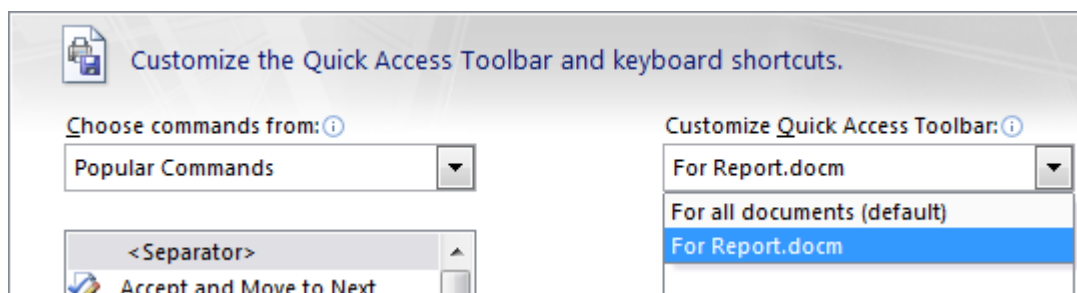 Customize the Quick Access Toolbar and keyboard shortcuts.
Choose commands from:
Customize Quick Access Toolbar:
Popular Commands
For Report.docm
For all documents (default)
For Report.docm
<Separator>
Accept and Move to Next